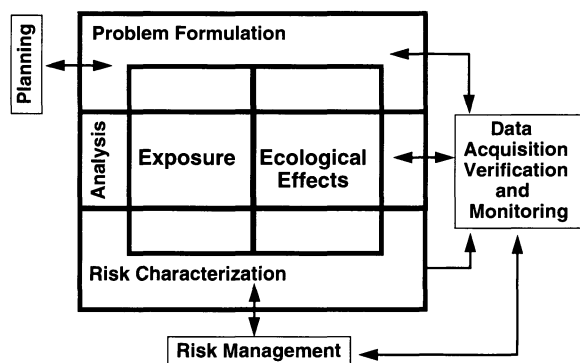 Problem Formulation
Planning
Analysis
Exposure
Ecological
Effects
Data
Acquisition
Verification
and
Monitoring
Risk Characterization
Risk Management